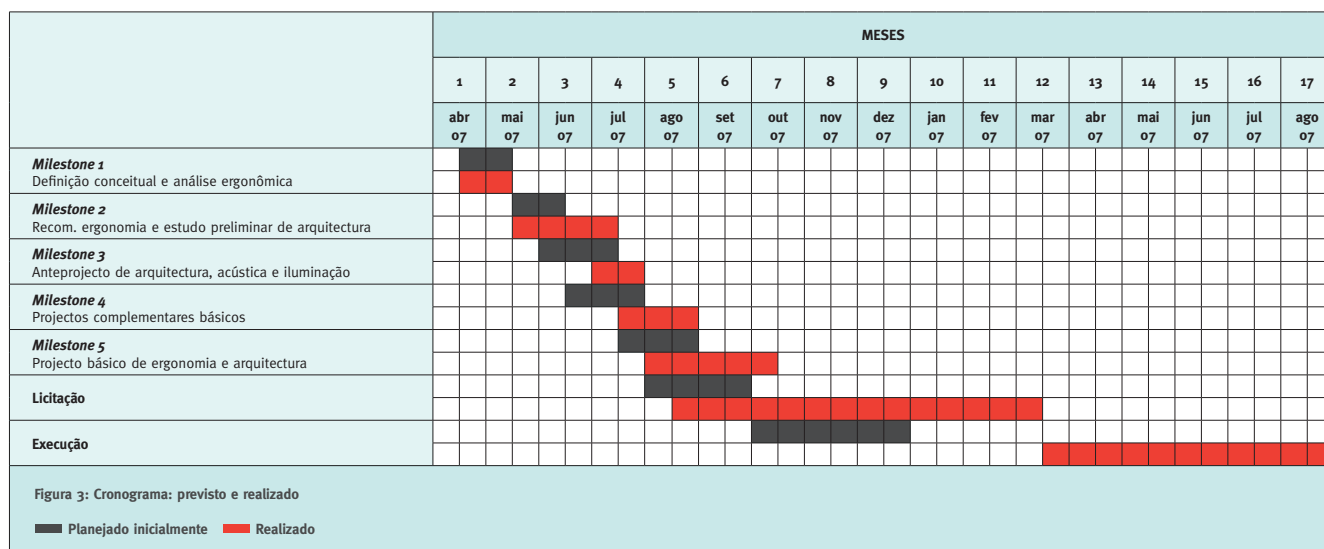 MESES
1 2 3 4 5 6 7 8 9 10 11 12 13 14 15 16 17
abr mai jun jul ago set out nov dez jan fev mar abr mai jun jul ago
07 07 07 07 07 07 07 07 07 07 07 07 07 07 07 07 07
Milestone 1
Definição conceitual e análise ergonômica
Milestone 2
Recom. ergonomia e estudo preliminar de arquitectura
Milestone 3
Anteprojecto de arquitectura, acústica e iluminação
Milestone 4
Projectos complementares básicos
Milestone 5
Projecto básico de ergonomia e arquitectura
Licitação
Execução
Figura 3: Cronograma: previsto e realizado
Planejado inicialmente Realizado